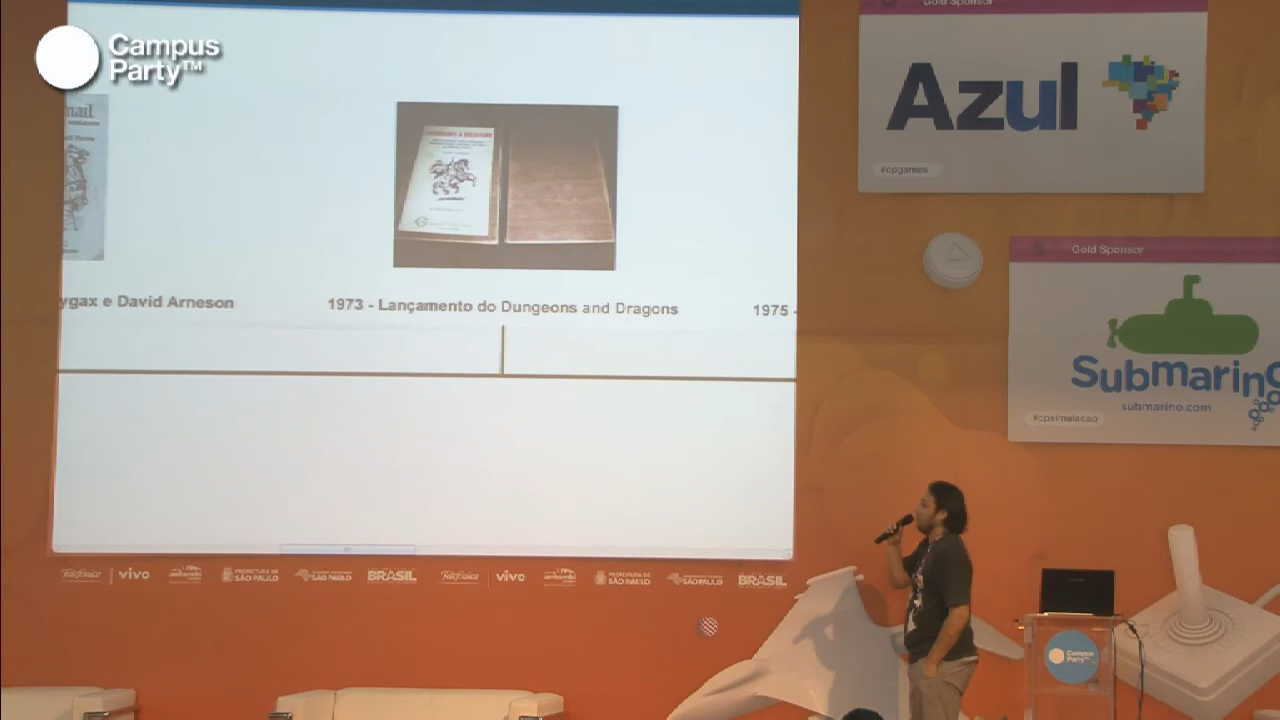 Campus
Party™
Gold Sponsor
Azul
#cpgames
Gold Sponsor
Submarino
submarino.com
#cpsimulacao
mail
ygax e David Arneson
1973 - Lançamento do Dungeons and Dragons
1975 -
Telefónica
vivo
PREFEITURA DE
SÃO PAULO
SÃO PAULO
BRASIL
Telefónica
vivo
PREFEITURA DE
SÃO PAULO
SÃO PAULO
BRASIL
Campus
Party